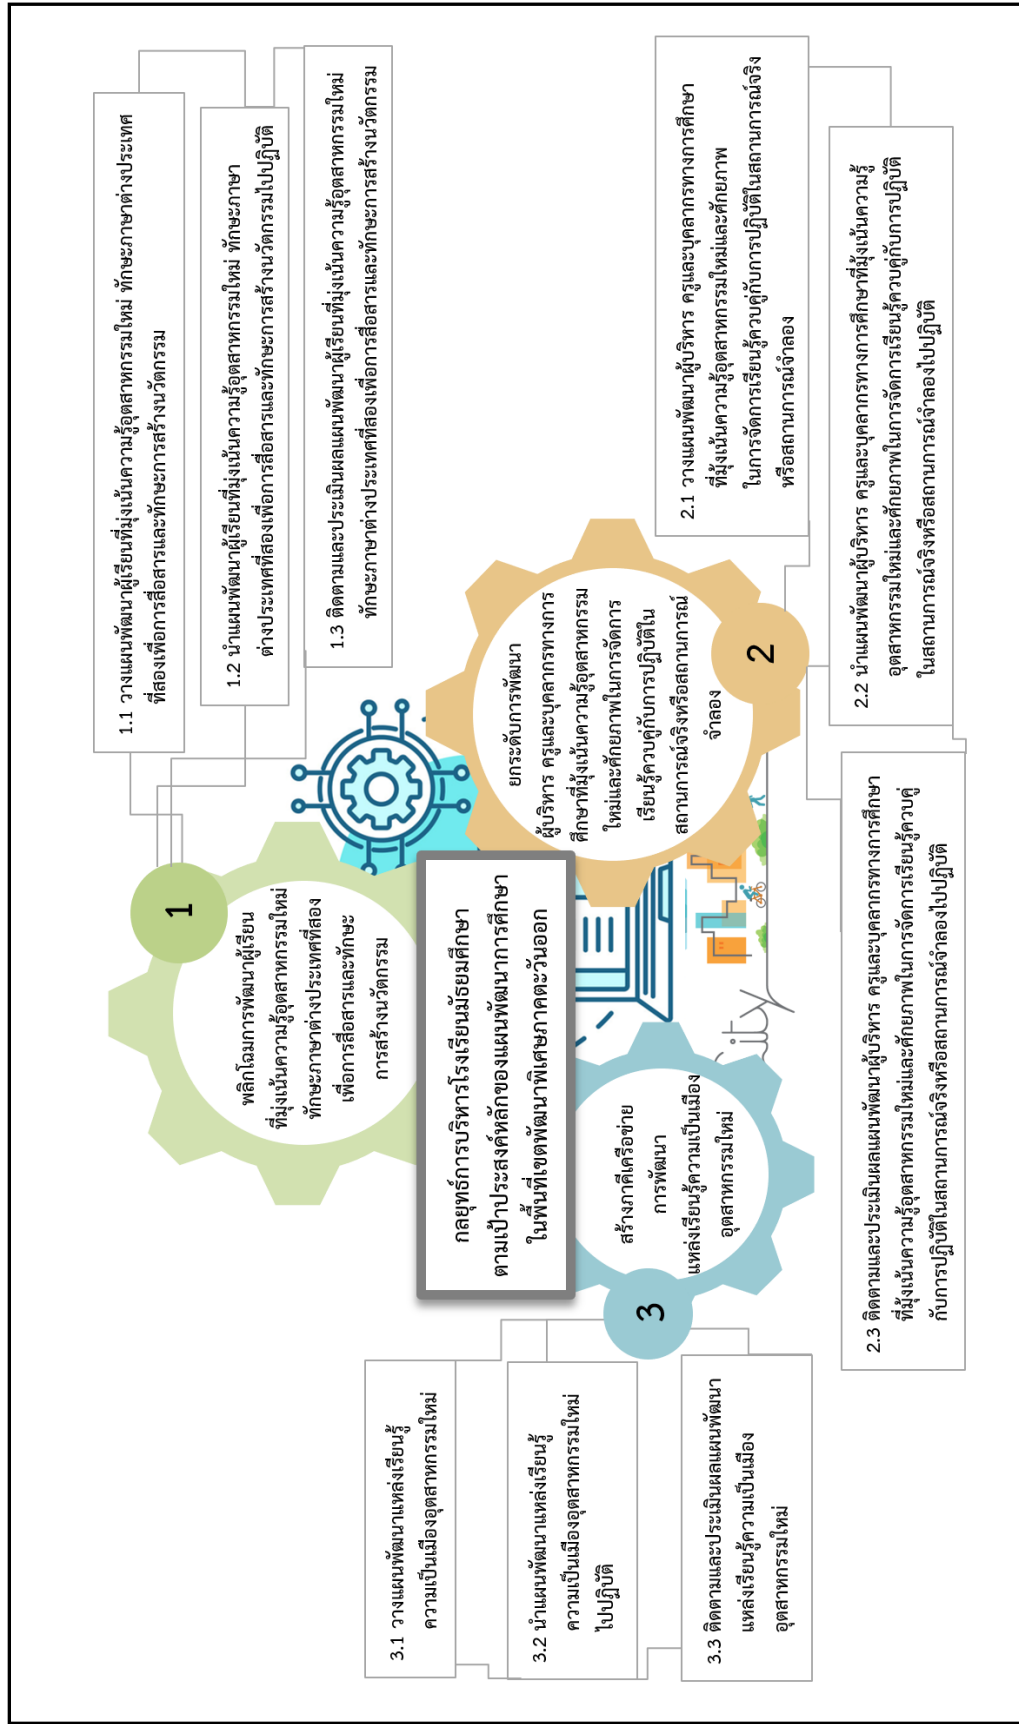 กลยุทธ์การบริหารโรงเรียนมัธยมศึกษา
ตามเป้าประสงค์หลักของแผนพัฒนาการศึกษา
ในพื้นที่เขตพัฒนาพิเศษภาคตะวันออก
1
พลิกโฉมการพัฒนาผู้เรียน
ที่มุ่งเน้นความรู้อุตสาหกรรมใหม่
ทักษะภาษาต่างประเทศที่สอง
เพื่อการสื่อสารและทักษะ
การสร้างนวัตกรรม
1.1 วางแผนพัฒนาผู้เรียนที่มุ่งเน้นความรู้อุตสาหกรรมใหม่ ทักษะภาษาต่างประเทศ
ที่สองเพื่อการสื่อสารและทักษะการสร้างนวัตกรรม
1.2 นำแผนพัฒนาผู้เรียนที่มุ่งเน้นความรู้อุตสาหกรรมใหม่ ทักษะภาษา
ต่างประเทศที่สองเพื่อการสื่อสารและทักษะการสร้างนวัตกรรมไปปฏิบัติ
1.3 ติดตามและประเมินผลแผนพัฒนาผู้เรียนที่มุ่งเน้นความรู้อุตสาหกรรมใหม่
ทักษะภาษาต่างประเทศที่สองเพื่อการสื่อสารและทักษะการสร้างนวัตกรรม
2
ยกระดับการพัฒนา
ผู้บริหาร ครูและบุคลากรทางการ
ศึกษาที่มุ้งเน้นความรู้อุตสาหกรรม
ใหม่และศักยภาพในการจัดการ
เรียนรู้ควบคู่กับการปฏิบัติใน
สถานการณ์จริงหรือสถานการณ์
จำลอง
2.1 วางแผนพัฒนาผู้บริหาร ครูและบุคลากรทางการศึกษา
ที่มุ้งเน้นความรู้อุตสาหกรรมใหม่และศักยภาพ
ในการจัดการเรียนรู้ควบคู่กับการปฏิบัติในสถานการณ์จริง
หรือสถานการณ์จำลอง
2.2 นำแผนพัฒนาผู้บริหาร ครูและบุคลากรทางการศึกษาที่มุ้งเน้นความรู้
อุตสาหกรรมใหม่และศักยภาพในการจัดการเรียนรู้ควบคู่กับการปฏิบัติ
ในสถานการณ์จริงหรือสถานการณ์จำลองไปปฏิบัติ
2.3 ติดตามและประเมินผลแผนพัฒนาผู้บริหาร ครูและบุคลากรทางการศึกษา
ที่มุ้งเน้นความรู้อุตสาหกรรมใหม่และศักยภาพในการจัดการเรียนรู้ควบคู่
กับการปฏิบัติในสถานการณ์จริงหรือสถานการณ์จำลองไปปฏิบัติ
3
สร้างภาคีเครือข่าย
การพัฒนา
แหล่งเรียนรู้ความเป็นเมือง
อุตสาหกรรมใหม่
3.1 วางแผนพัฒนาแหล่งเรียนรู้
ความเป็นเมืองอุตสาหกรรมใหม่
3.2 นำแผนพัฒนาแหล่งเรียนรู้
ความเป็นเมืองอุตสาหกรรมใหม่
ไปปฏิบัติ
3.3 ติดตามและประเมินผลแผนพัฒนา
แหล่งเรียนรู้ความเป็นเมือง
อุตสาหกรรมใหม่
City